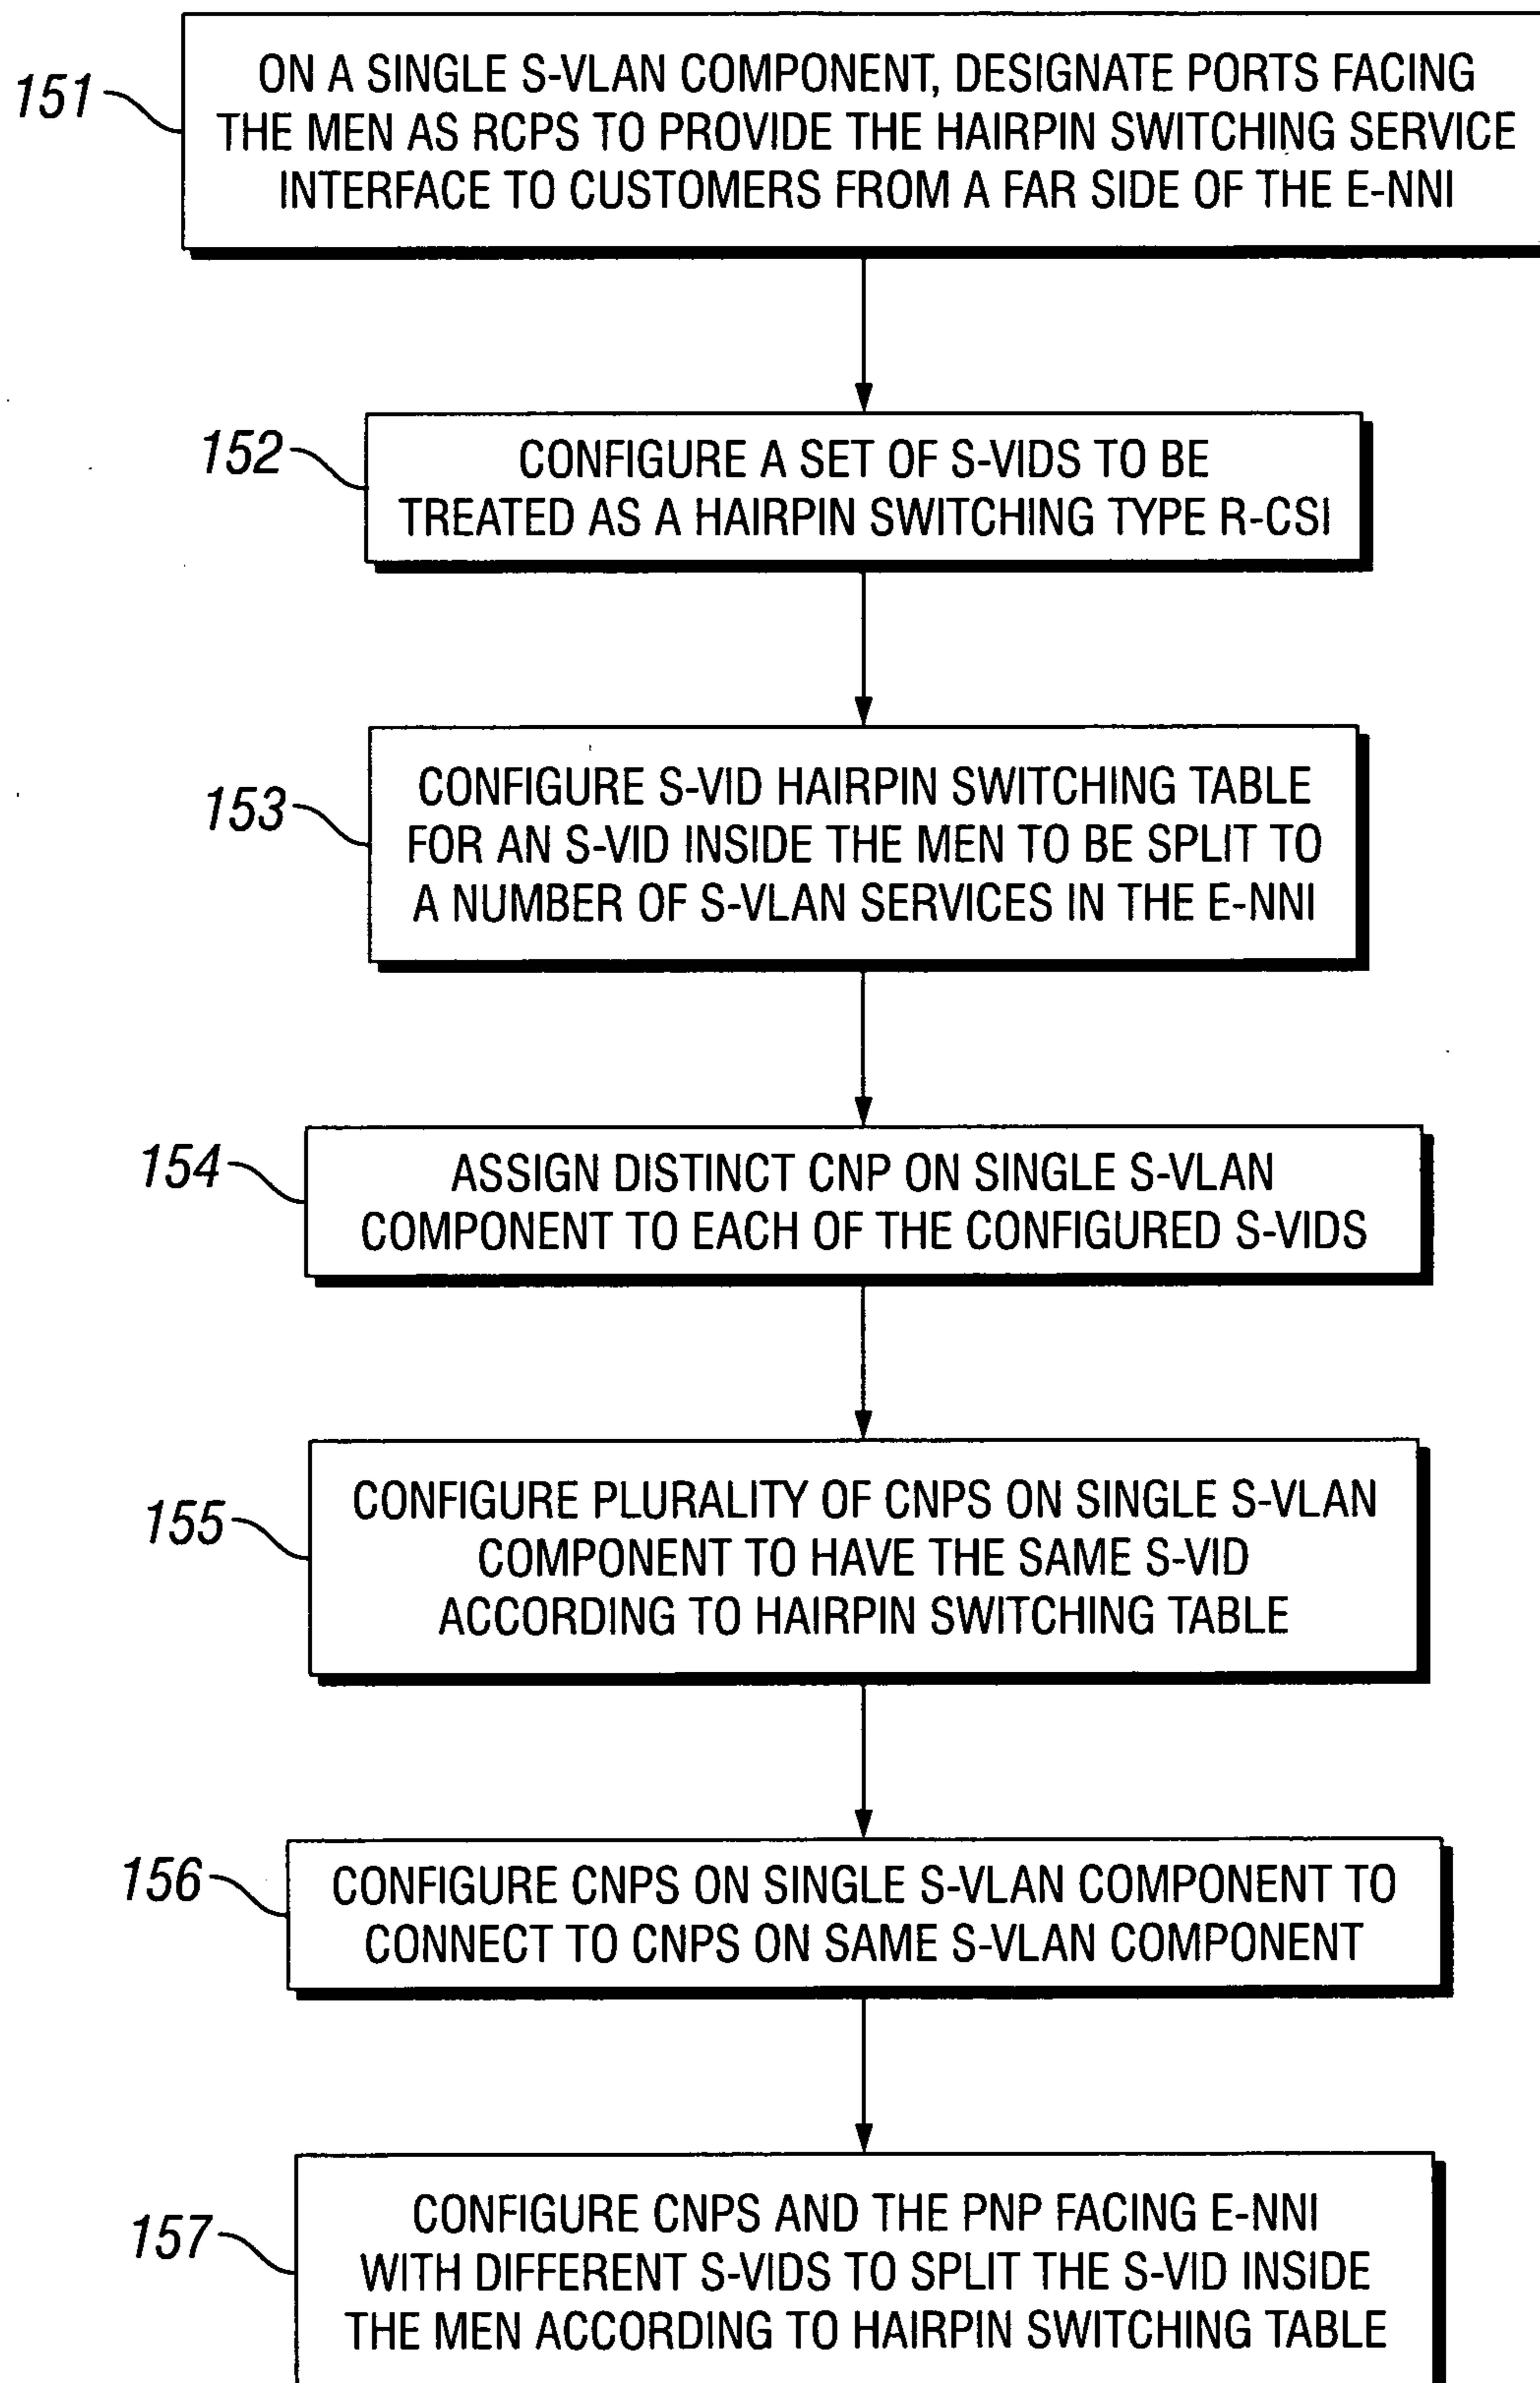 151
ON A SINGLE S-VLAN COMPONENT, DESIGNATE PORTS FACING
THE MEN AS RCPS TO PROVIDE THE HAIRPIN SWITCHING SERVICE
INTERFACE TO CUSTOMERS FROM A FAR SIDE OF THE E-NNI
152
CONFIGURE A SET OF S-VIDS TO BE
TREATED AS A HAIRPIN SWITCHING TYPE R-CSI
153
CONFIGURE S-VID HAIRPIN SWITCHING TABLE
FOR AN S-VID INSIDE THE MEN TO BE SPLIT TO
A NUMBER OF S-VLAN SERVICES IN THE E-NNI
154
ASSIGN DISTINCT CNP ON SINGLE S-VLAN
COMPONENT TO EACH OF THE CONFIGURED S-VIDS
155
CONFIGURE PLURALITY OF CNPS ON SINGLE S-VLAN
COMPONENT TO HAVE THE SAME S-VID
ACCORDING TO HAIRPIN SWITCHING TABLE
156
CONFIGURE CNPS ON SINGLE S-VLAN COMPONENT TO
CONNECT TO CNPS ON SAME S-VLAN COMPONENT
157
CONFIGURE CNPS AND THE PNP FACING E-NNI
WITH DIFFERENT S-VIDS TO SPLIT THE S-VID INSIDE
THE MEN ACCORDING TO HAIRPIN SWITCHING TABLE